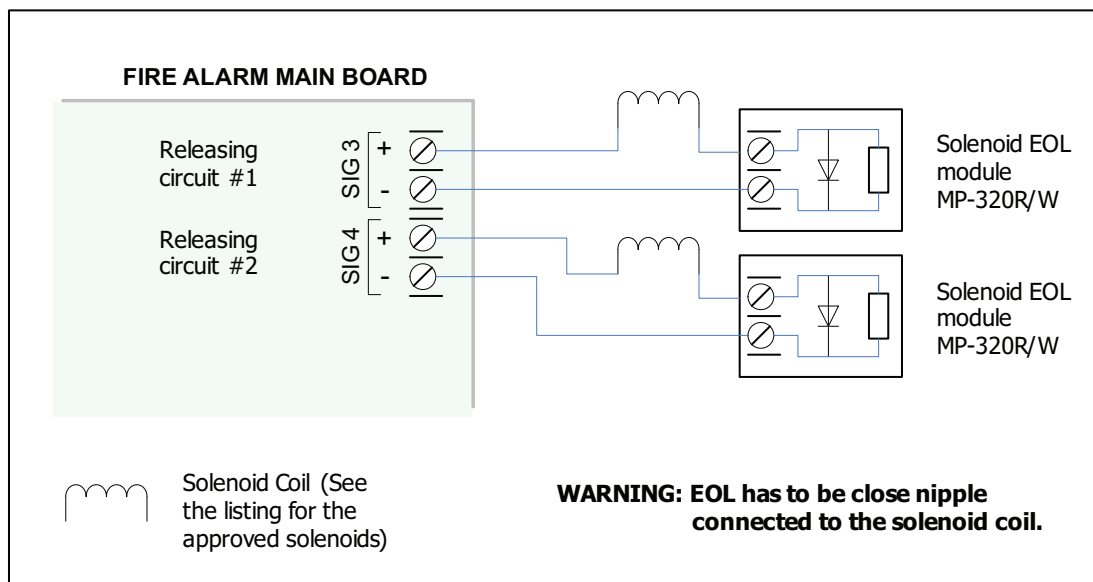 FIRE ALARM MAIN BOARD
Releasing
circuit #1
SIG 3
+
-
Releasing
circuit #2
SIG 4
+
-
Solenoid EOL
module
MP-320R/W
Solenoid EOL
module
MP-320R/W
Solenoid Coil (See
the listing for the
approved solenoids)
WARNING: EOL has to be close nipple
connected to the solenoid coil.